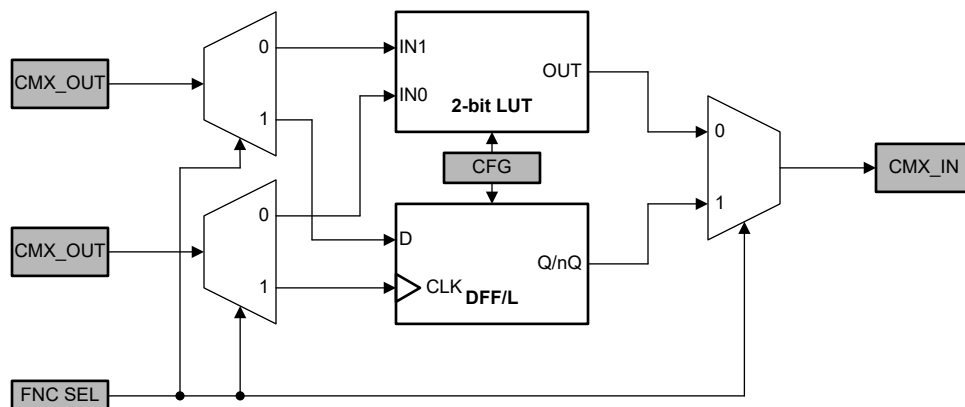 0
IN1
CMX_OUT
OUT
IN0
2-bit LUT
1
0
CFG
CMX_IN
0
1
D
CMX_OUT
Q/nQ
1
CLK
DFF/L
FNC SEL